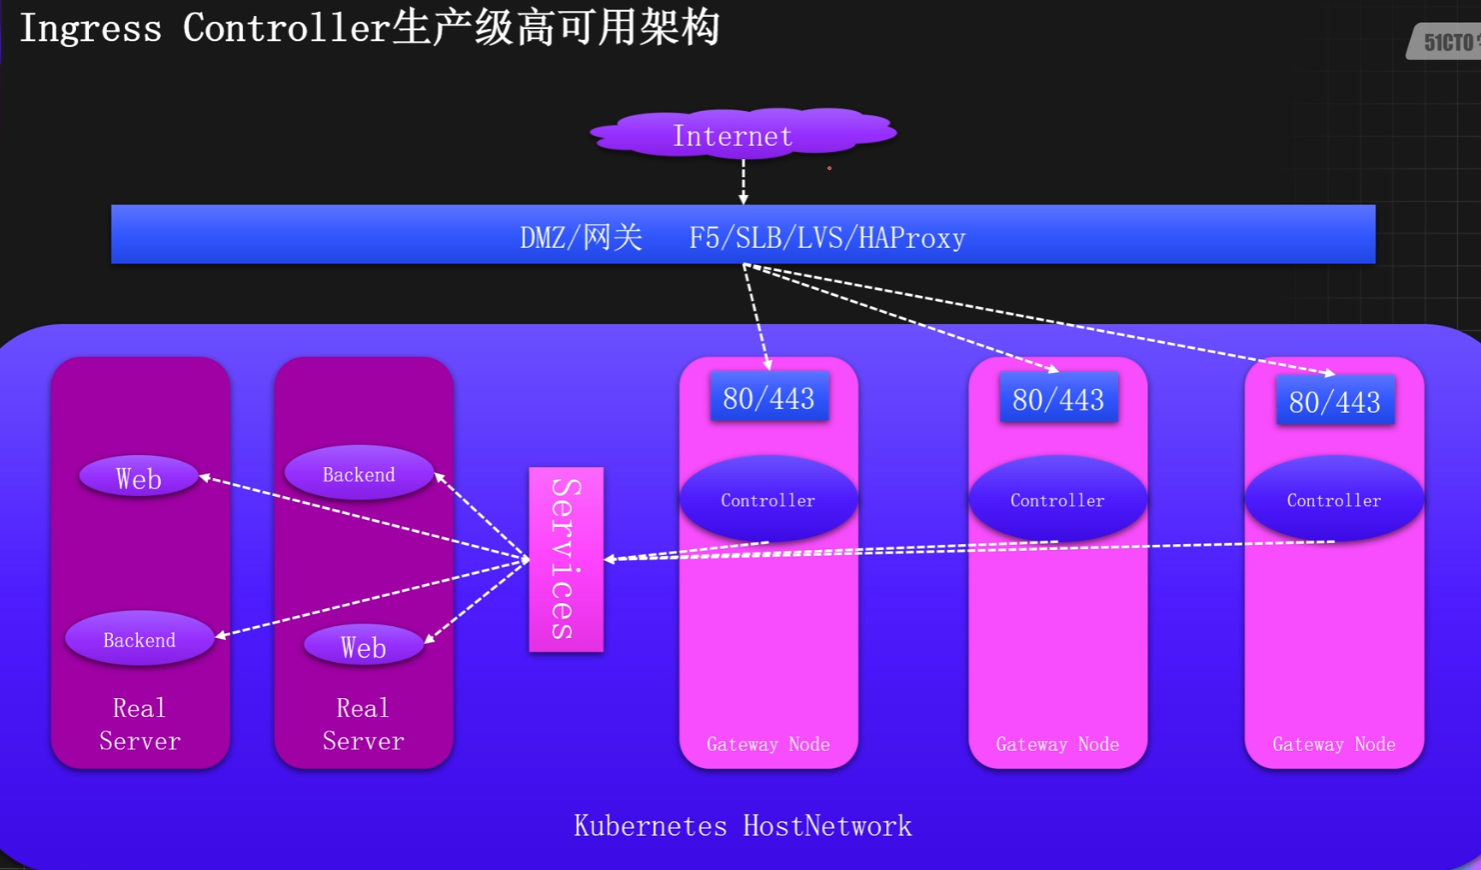 Ingress Controller生产级高可用架构
51CTO
Internet
DMZ/网关 F5/SLB/LVS/HAProxy
80/443
80/443
80/443
Web
Backend
Services
Controller
Controller
Controller
Backend
Web
Real
Server
Real
Server
Gateway Node
Gateway Node
Gateway Node
Kubernetes HostNetwork